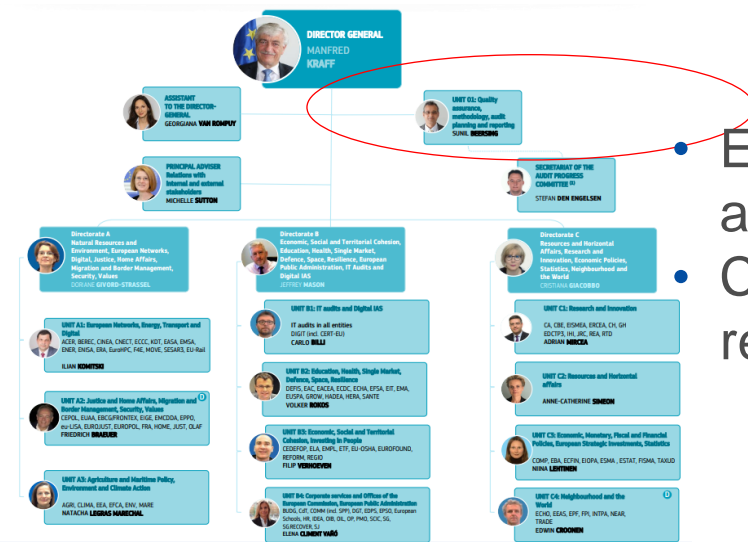 DIRECTOR GENERAL
MANFRED
KRAFF
ASSISTANT
TO THE DIRECTOR-
GENERAL
GEORGIANA VAN ROMPUY
UNIT 01: Quality
assurance,
methodology, audit
planning and reporting
SUNIL BEERSING
PRINCIPAL ADVISER
Relations with
internal and external
stakeholders
MICHELLE SUTTON
SECRETARIAT OF THE
AUDIT PROGRESS
COMMITTEE (1)
STEFAN DEN ENGELSEN
Directorate A
Natural Resources and
Environment, European Networks,
Digital, Justice, Home Affairs,
Migration and Border Management,
Security, Values
DORIANE GIVORD-STRASSEL
Directorate B
Economic, Social and Territorial Cohesion,
Education, Health, Single Market,
Defence, Space, Resilience, European
Public Administration, IT Audits and
Digital IAS
JEFFREY MASON
Directorate C
Resources and Horizontal
Affairs, Research and
Innovation, Economic Policies,
Statistics, Neighbourhood and
the World
CRISTIANA GIACOBBO
UNIT A1: European Networks, Energy, Transport and
Digital
ACER, BEREC, CINEA, CNECT, ECCC, KDT, EASA, EMSA,
ENER, ENISA, ERA, EuroHPC, F4E, MOVE, SESAR3, EU-Rail
ILIAN KOMITSKI
UNIT A2: Justice and Home Affairs, Migration and
Border Management, Security, Values
D
CEPOL, EUAA, EBCG/FRONTEX, EIGE, EMCDDA, EPPO,
eu-LISA, EUROJUST, EUROPOL, FRA, HOME, JUST, OLAF
FRIEDRICH BRAEUER
UNIT A3: Agriculture and Maritime Policy,
Environment and Climate Action
AGRI, CLIMA, EEA, EFCA, ENV, MARE
NATACHA LEGRAS MARECHAL
UNIT B1: IT audits and Digital IAS
IT audits in all entities
DIGIT (incl. CERT-EU)
CARLO BILLI
UNIT B2: Education, Health, Single Market,
Defence, Space, Resilience
DEFIS, EAC, EACEA, ECDC, ECHA, EFSA, EIT, EMA,
EUSPA, GROW, HADEA, HERA, SANTE
VOLKER ROKOS
UNIT B3: Economic, Social and Territorial
Cohesion, Investing in People
CEDEFOP, ELA, EMPL, ETF, EU-OSHA, EUROFOUND,
REFORM, REGIO
FILIP VERHOEVEN
UNIT B4: Corporate services and Offices of the
European Commission, European Public Administration
BUDG, CdT, COMM (incl. SPP), DGT, EDPS, EPSO, European
Schools, HR, IDEA, OIB, OIL, OP, PMO, SCIC, SG,
SG.RECOVER, SJ
ELENA CLIMENT VAÑÓ
UNIT C1: Research and Innovation
CA, CBE, EISMEA, ERCEA, CH, GH
EDCTP3, IHI, JRC, REA, RTD
ADRIAN MIRCEA
UNIT C2: Resources and Horizontal
affairs
ANNE-CATHERINE SIMEON
UNIT C3: Economic, Monetary, Fiscal and Financial
Policies, European Strategic Investments, Statistics
COMP, EBA, ECFIN, EIOPA, ESMA , ESTAT, FISMA, TAXUD
NIINA LEHTINEN
UNIT C4: Neighbourhood and the
World
D
ECHO, EEAS, EPF, FPI, INTPA, NEAR,
TRADE
EDWIN CROONEN